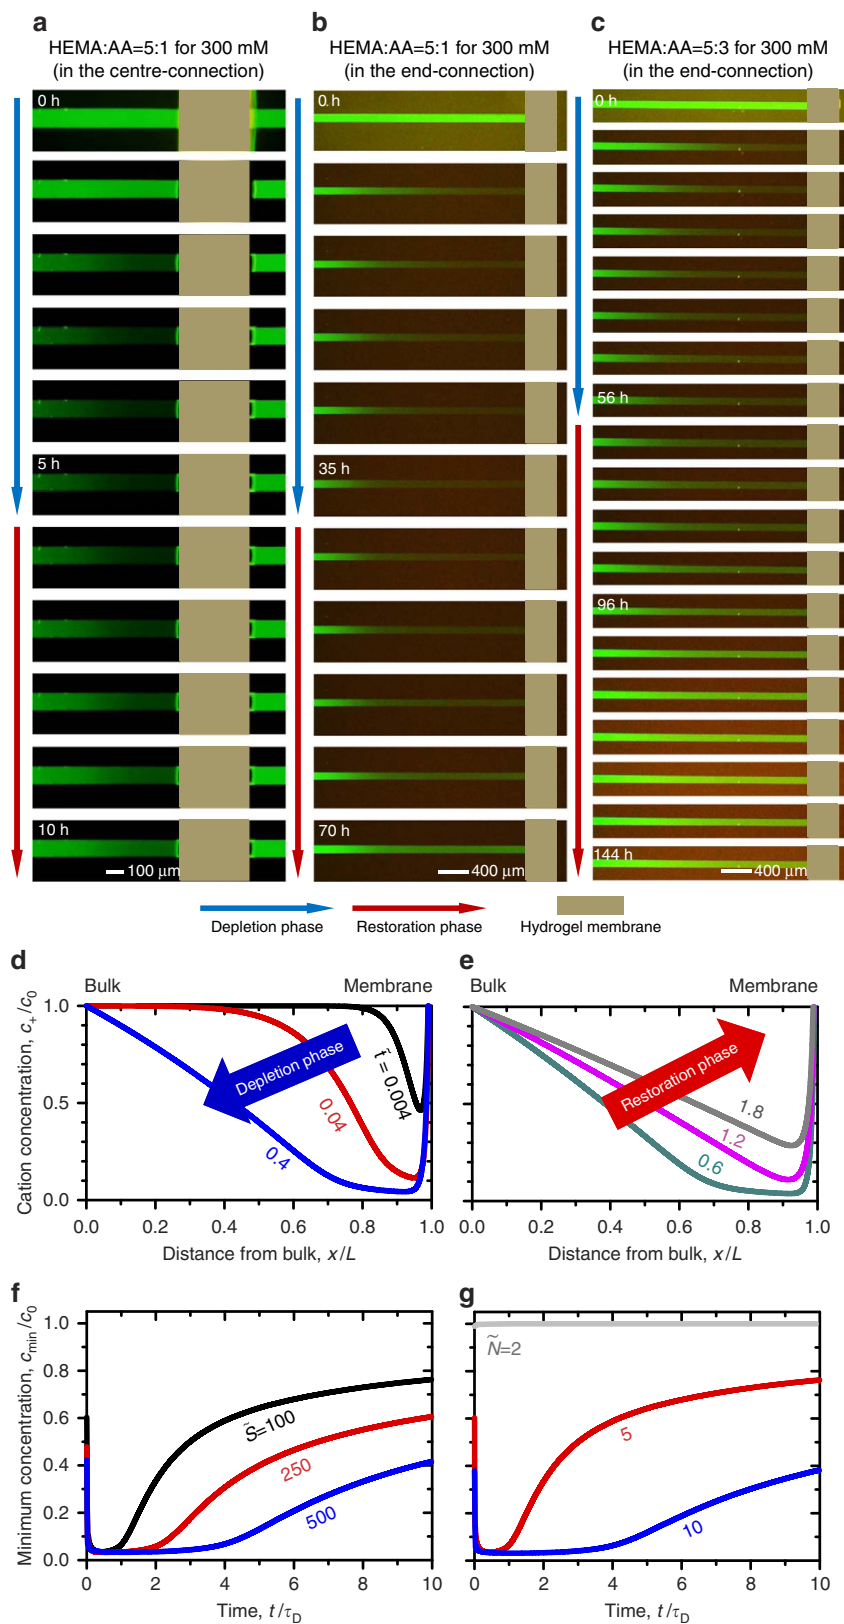 a
HEMA:AA=5:1 for 300 mM
(in the centre-connection)
0 h
5 h
10 h
100 μm
b
HEMA:AA=5:1 for 300 mM
(in the end-connection)
0 h
35 h
70 h
400 μm
c
HEMA:AA=5:3 for 300 mM
(in the end-connection)
0 h
56 h
96 h
144 h
400 μm
Depletion phase
Restoration phase
Hydrogel membrane
d
Bulk
Membrane
Cation concentration, c+/c0
1.0
0.5
0.0
Depletion phase
t̃ = 0.004
0.04
0.4
0.0 0.2 0.4 0.6 0.8 1.0
Distance from bulk, x/L
e
Bulk
Membrane
Restoration phase
1.8
1.2
0.6
0.0 0.2 0.4 0.6 0.8 1.0
Distance from bulk, x/L
f
Minimum concentration, cmin/c0
1.0
0.8
0.6
0.4
0.2
0.0
S̃=100
250
500
0 2 4 6 8 10
Time, t/τD
g
Ñ=2
5
10
0 2 4 6 8 10
Time, t/τD